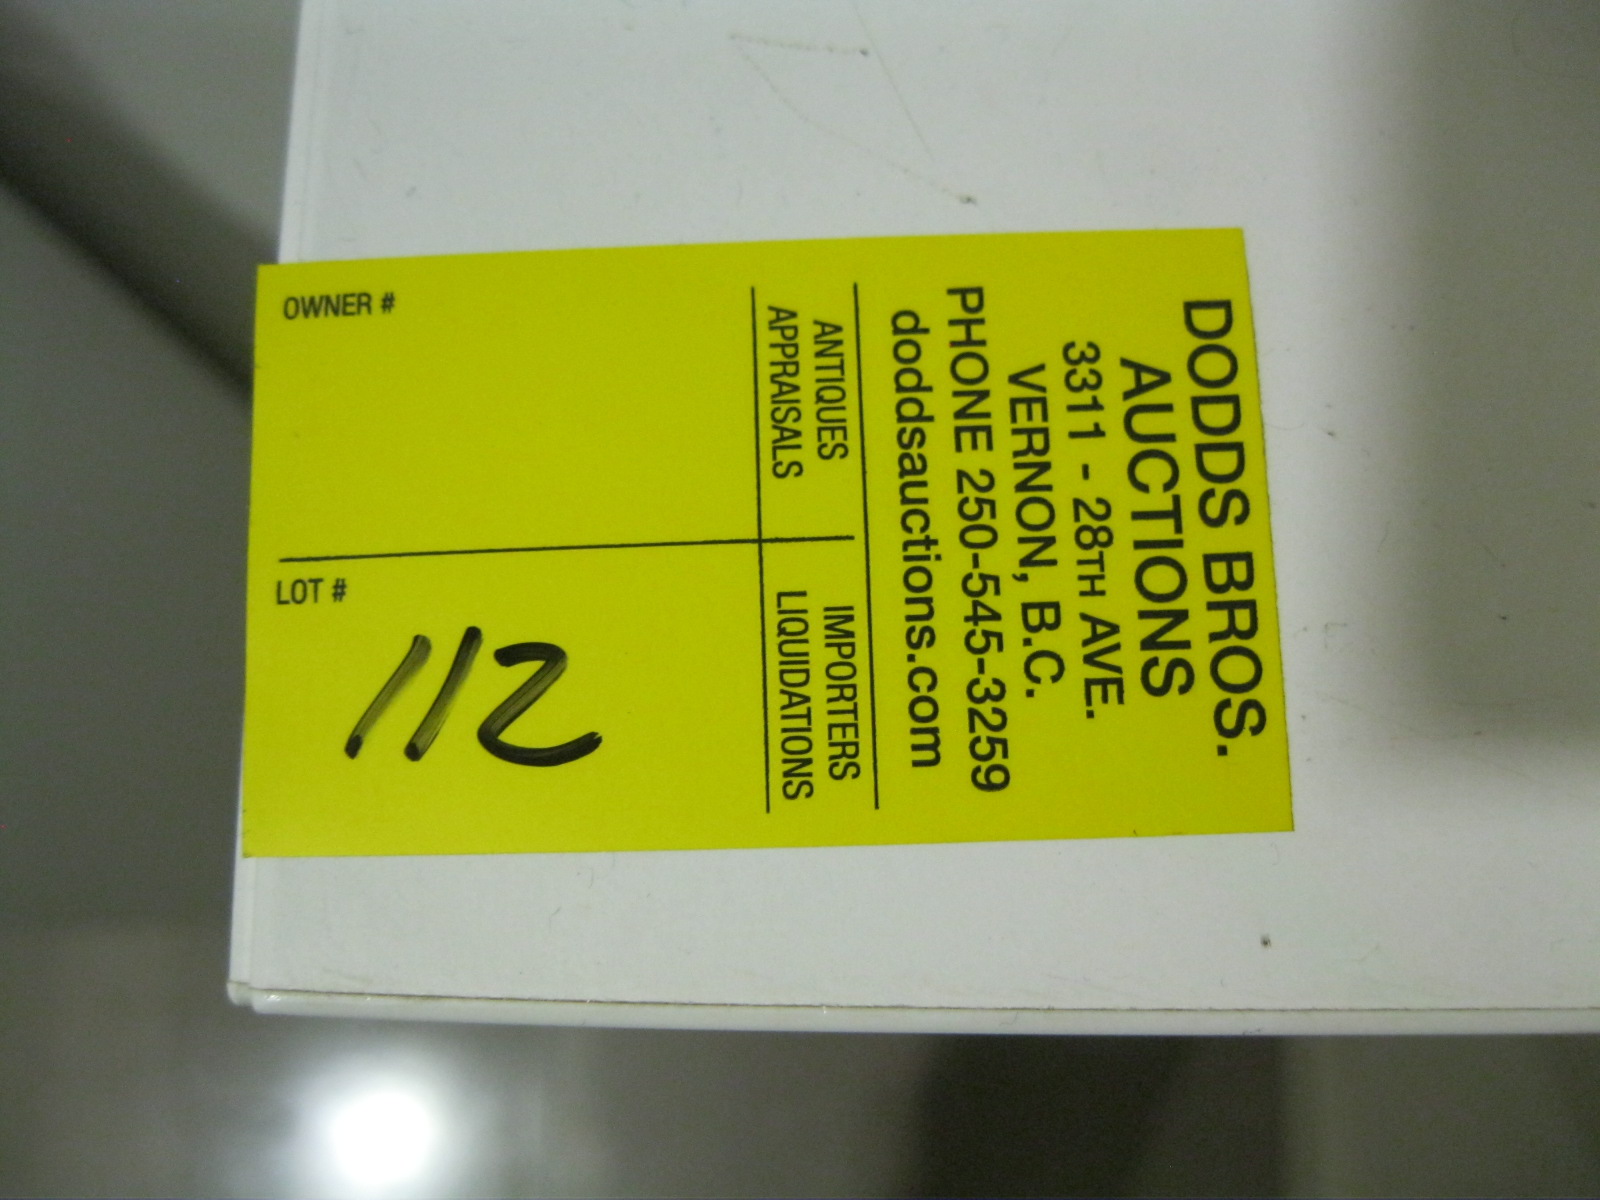 DODDS BROS.
AUCTIONS
3311 - 28TH AVE.
VERNON, B.C.
PHONE 250-545-3259
doddsauctions.com
ANTIQUES
APPRAISALS
IMPORTERS
LIQUIDATIONS
OWNER #
LOT #
112